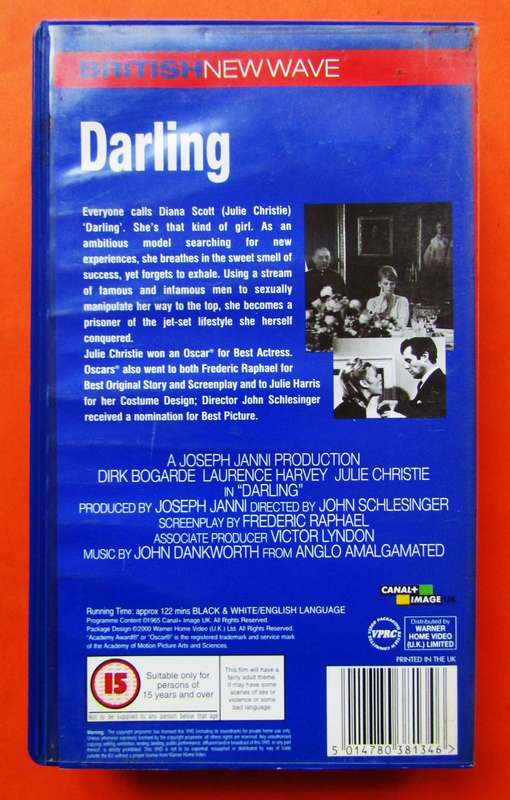 BRITISH NEW WAVE
Darling
Everyone calls Diana Scott (Julie Christie)
'Darling'. She's that kind of girl. As an
ambitious model searching for new
experiences, she breathes in the sweet smell of
success, yet forgets to exhale. Using a stream
of famous and infamous men to sexually
manipulate her way to the top, she becomes a
prisoner of the jet-set lifestyle she herself
conquered.
Julie Christie won an Oscar® for Best Actress.
Oscars® also went to both Frederic Raphael for
Best Original Story and Screenplay and to Julie Harris
for her Costume Design; Director John Schlesinger
received a nomination for Best Picture.
A JOSEPH JANNI PRODUCTION
DIRK BOGARDE LAURENCE HARVEY JULIE CHRISTIE
IN "DARLING"
PRODUCED BY JOSEPH JANNI DIRECTED BY JOHN SCHLESINGER
SCREENPLAY BY FREDERIC RAPHAEL
ASSOCIATE PRODUCER VICTOR LYNDON
MUSIC BY JOHN DANKWORTH FROM ANGLO AMALGAMATED
CANAL+
IMAGE UK
Running Time: approx 122 mins BLACK & WHITE/ENGLISH LANGUAGE
Programme Content ©1965 Canal+ Image UK. All Rights Reserved.
Package Design ©2000 Warner Home Video (U.K.) Ltd. All Rights Reserved.
"Academy Award®" or "Oscar®" is the registered trademark and service mark
of the Academy of Motion Picture Arts and Sciences.
VPRC
Distributed by
WARNER
HOME VIDEO
(U.K.) LIMITED
PRINTED IN THE UK
15
Suitable only for
persons of
15 years and over
Not to be supplied to any person below that age
This film will have a
fairly adult theme.
It may have some
scenes of sex or
violence or some
bad language.
5 014780 381346 >